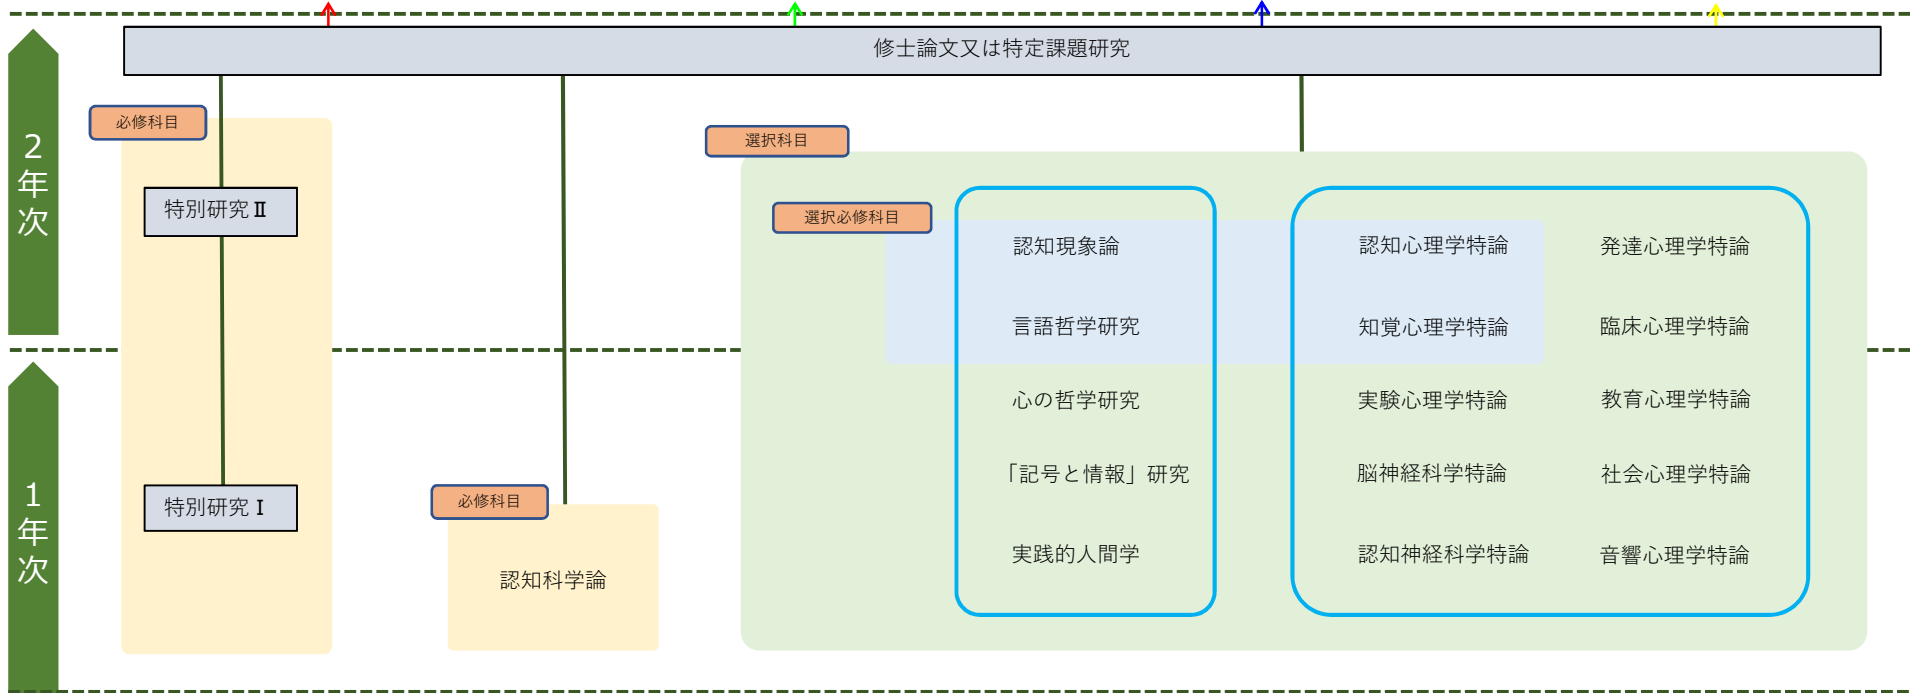 修士論文又は特定課題研究
2年次
必修科目
特別研究Ⅱ
選択科目
選択必修科目
認知現象論
認知心理学特論
発達心理学特論
言語哲学研究
知覚心理学特論
臨床心理学特論
1年次
特別研究Ⅰ
必修科目
認知科学論
心の哲学研究
実験心理学特論
教育心理学特論
「記号と情報」研究
脳神経科学特論
社会心理学特論
実践的人間学
認知神経科学特論
音響心理学特論